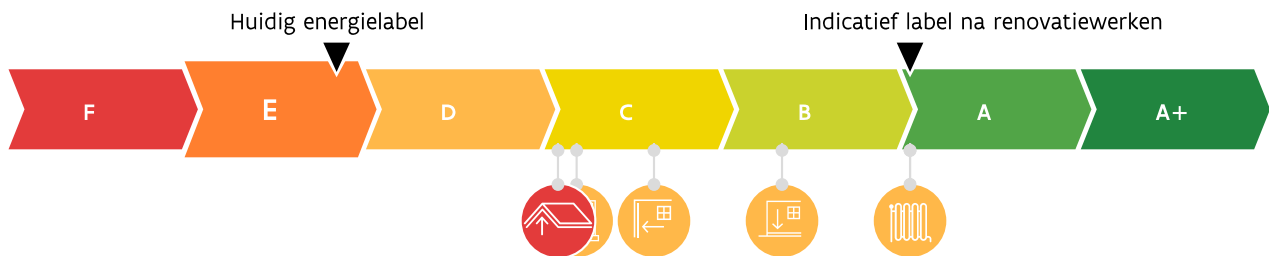 Huidig energielabel
Indicatief label na renovatiewerken
F
E
D
C
B
A
A+